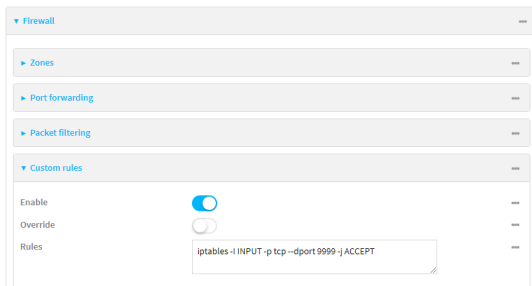 Firewall
Zones
Port forwarding
Packet filtering
Custom rules
Enable
Override
Rules
iptables -I INPUT -p tcp --dport 9999 -j ACCEPT